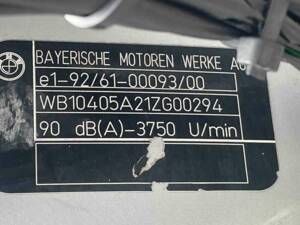 BAYERISCHE MOTOREN WERKE AG
e1-92/61-00093/00
WB10405A21ZG00294
90 dB(A)-3750 U/min